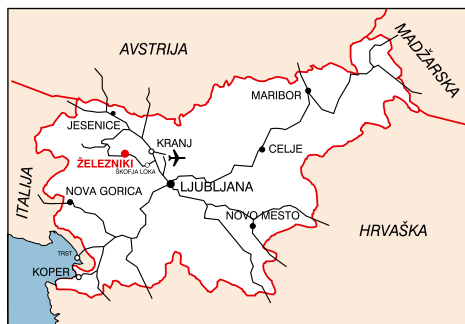 AVSTRIJA
MADŽARSKA
MARIBOR
JESENICE
KRANJ
ŽELEZNIKI
ŠKOFJA LOKA
CELJE
LJUBLJANA
NOVA GORICA
ITALIJA
NOVO MESTO
HRVAŠKA
TRST
KOPER